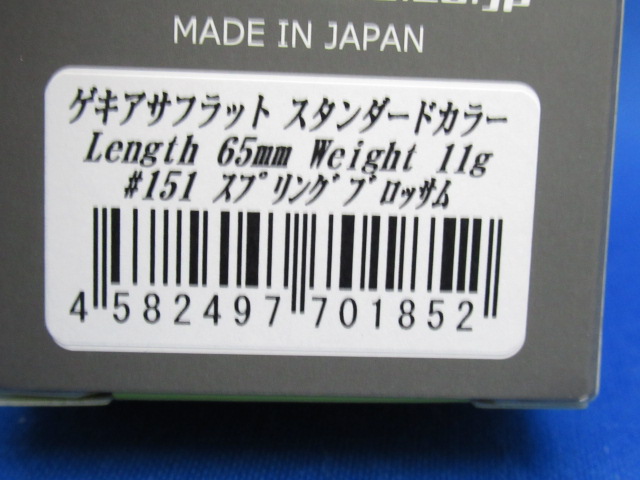 MADE IN JAPAN
ゲキアサフラット スタンダードカラー
Length 65mm Weight 11g
#151 ｽﾌﾟﾘﾝｸﾞﾌﾞﾛｯｻﾑ
4 582497 701852